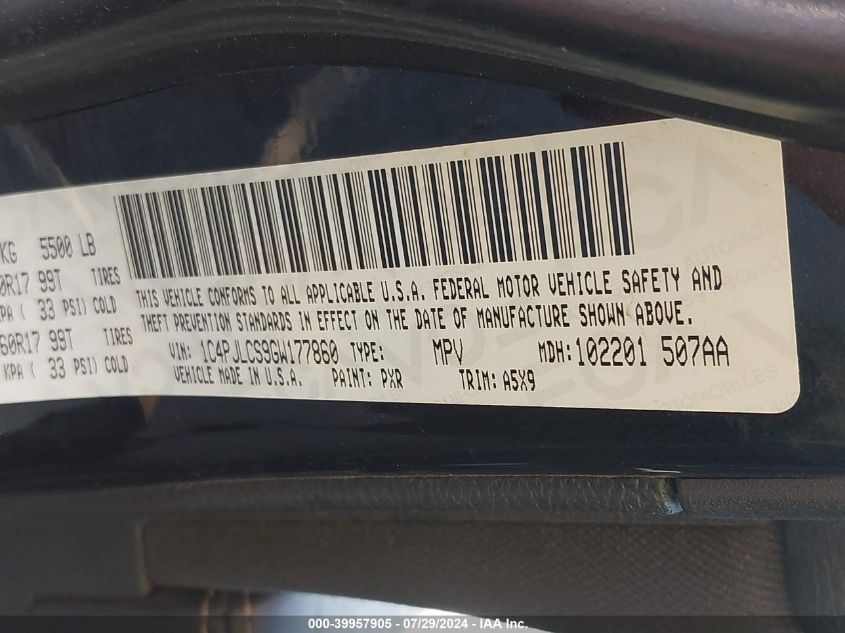 KG 5500 LB
0R17 99T TIRES
KPA ( 33 PSI) COLD
60R17 99T TIRES
KPA ( 33 PSI) COLD
THIS VEHICLE CONFORMS TO ALL APPLICABLE U.S.A. FEDERAL MOTOR VEHICLE SAFETY AND
THEFT PREVENTION STANDARDS IN EFFECT ON THE DATE OF MANUFACTURE SHOWN ABOVE.
VIN: 1C4PJLCS9GW177860 TYPE: MPV MDH: 102201 507AA
VEHICLE MADE IN U.S.A. PAINT: PXR TRIM: A5X9
000-39957905 - 07/29/2024 - IAA Inc.